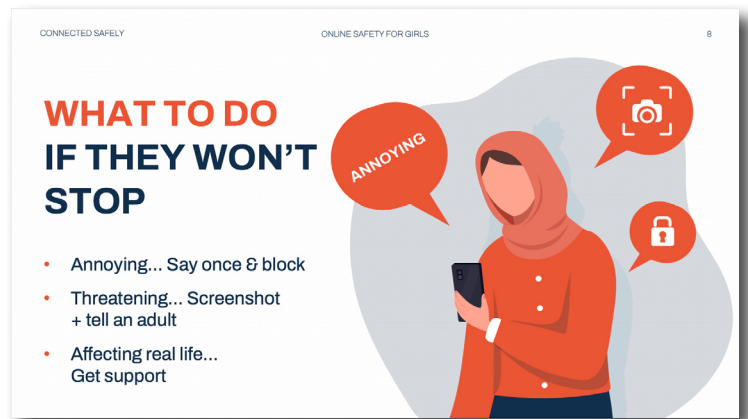 CONNECTED SAFELY
ONLINE SAFETY FOR GIRLS
8
WHAT TO DO
IF THEY WON’T
STOP
ANNOYING
• Annoying... Say once & block
• Threatening... Screenshot
+ tell an adult
• Affecting real life...
Get support